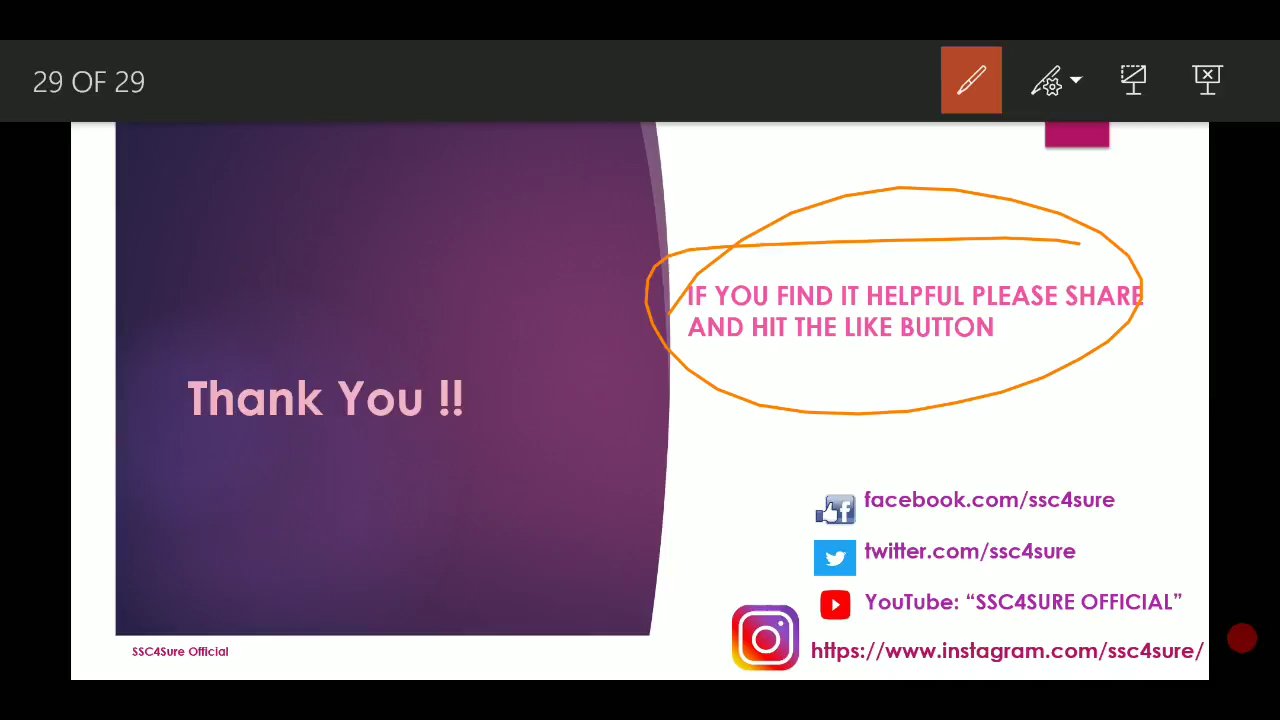 29 OF 29
IF YOU FIND IT HELPFUL PLEASE SHARE
AND HIT THE LIKE BUTTON
Thank You !!
facebook.com/ssc4sure
twitter.com/ssc4sure
YouTube: “SSC4SURE OFFICIAL”
https://www.instagram.com/ssc4sure/
SSC4Sure Official